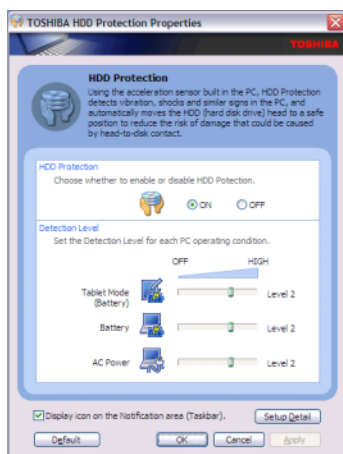 TOSHIBA HDD Protection Properties
TOSHIBA
HDD Protection
Using the acceleration sensor built in the PC, HDD Protection
detects vibration, shocks and similar signs in the PC, and
automatically moves the HDD (hard disk drive) head to a safe
position to reduce the risk of damage that could be caused
by head-to-disk contact.
HDD Protection
Choose whether to enable or disable HDD Potection.
ON OFF
Detection Level
Set the Detection Level for each PC operating condition.
OFF HIGH
Tablet Mode
(Battery) Level 2
Battery Level 2
AC Power Level 2
Display icon on the Notification area (Taskbar). Setup Detail
Default OK Cancel Apply